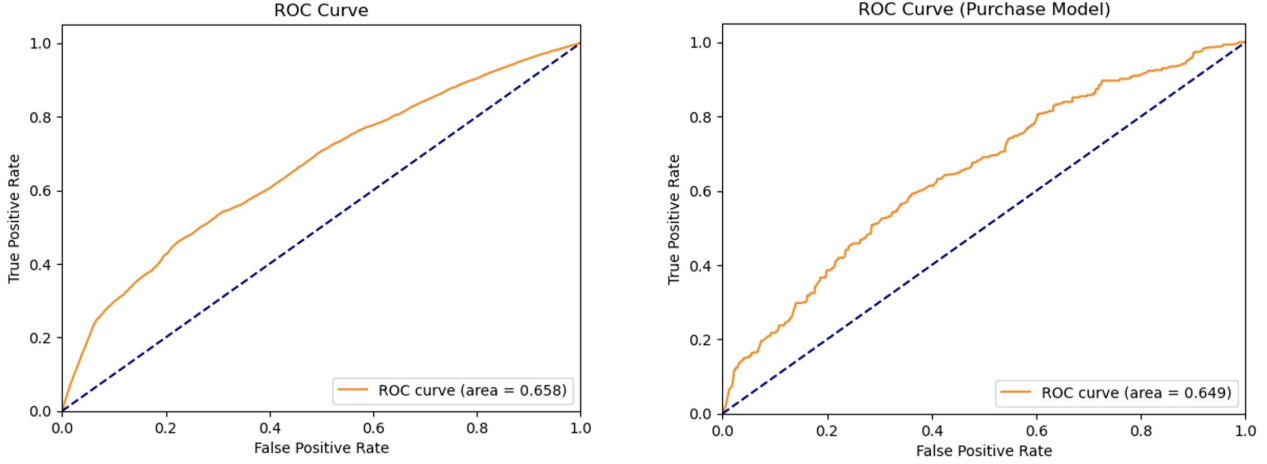 ROC Curve
True Positive Rate
1.0
0.8
0.6
0.4
0.2
0.0
ROC curve (area = 0.658)
0.0 0.2 0.4 0.6 0.8 1.0
False Positive Rate
ROC Curve (Purchase Model)
True Positive Rate
1.0
0.8
0.6
0.4
0.2
0.0
ROC curve (area = 0.649)
0.0 0.2 0.4 0.6 0.8 1.0
False Positive Rate